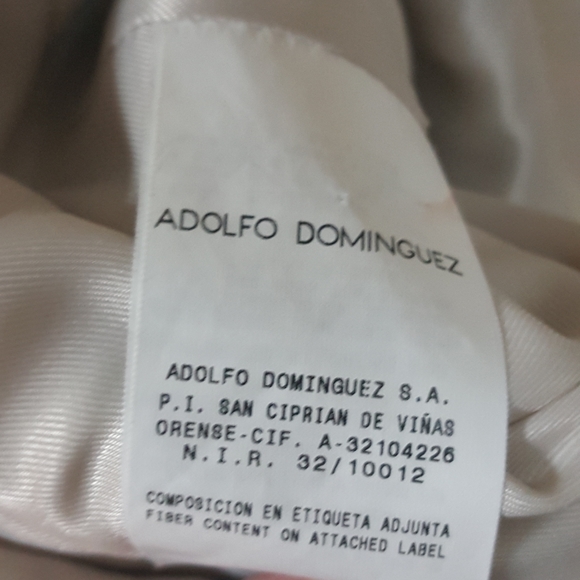 ADOLFO DOMINGUEZ
ADOLFO DOMINGUEZ S.A.
P.I. SAN CIPRIAN DE VIÑAS
ORENSE-CIF. A-32104226
N.I.R. 32/10012
COMPOSICION EN ETIQUETA ADJUNTA
FIBER CONTENT ON ATTACHED LABEL